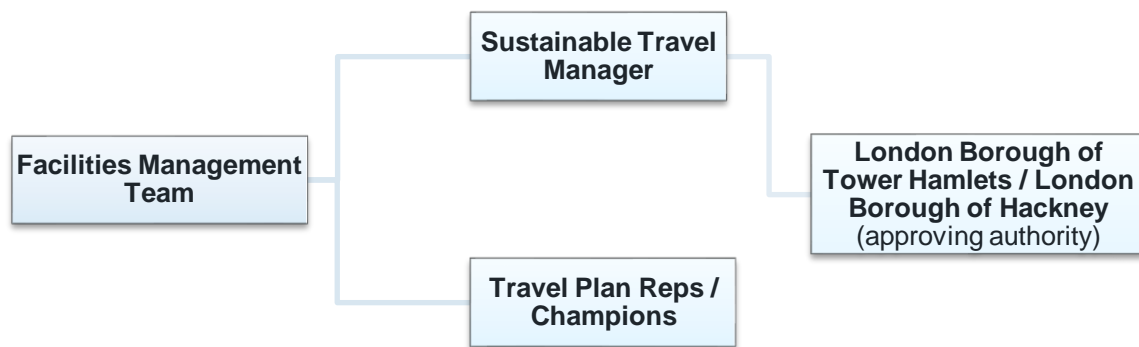 Sustainable Travel
Manager
Facilities Management
Team
London Borough of
Tower Hamlets / London
Borough of Hackney
(approving authority)
Travel Plan Reps /
Champions